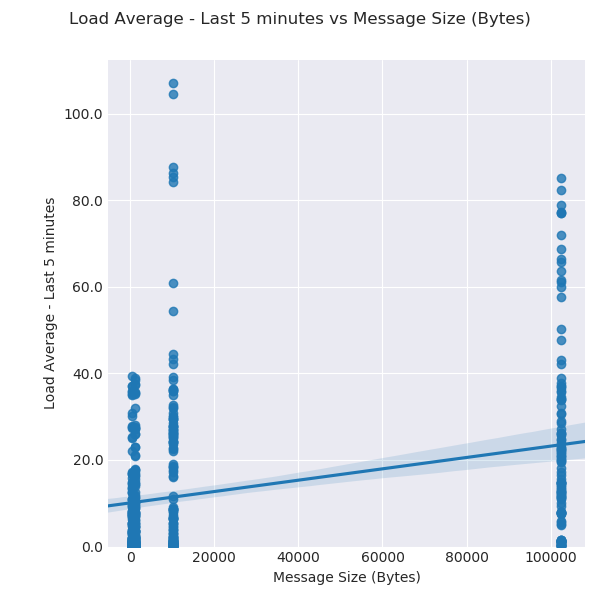 Load Average - Last 5 minutes vs Message Size (Bytes)
Load Average - Last 5 minutes
100.0
80.0
60.0
40.0
20.0
0.0
0 20000 40000 60000 80000 100000
Message Size (Bytes)